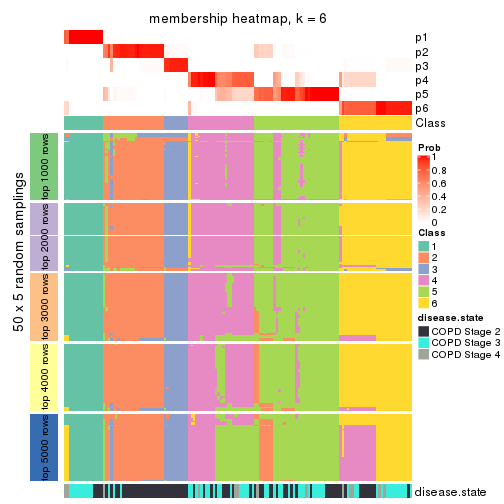 membership heatmap, k = 6
p1
p2
p3
p4
p5
p6
Class
50 x 5 random samplings
top 1000 rows
top 2000 rows
top 3000 rows
top 4000 rows
top 5000 rows
Prob
1
0.8
0.6
0.4
0.2
0
Class
1
2
3
4
5
6
disease.state
COPD Stage 2
COPD Stage 3
COPD Stage 4
disease.state